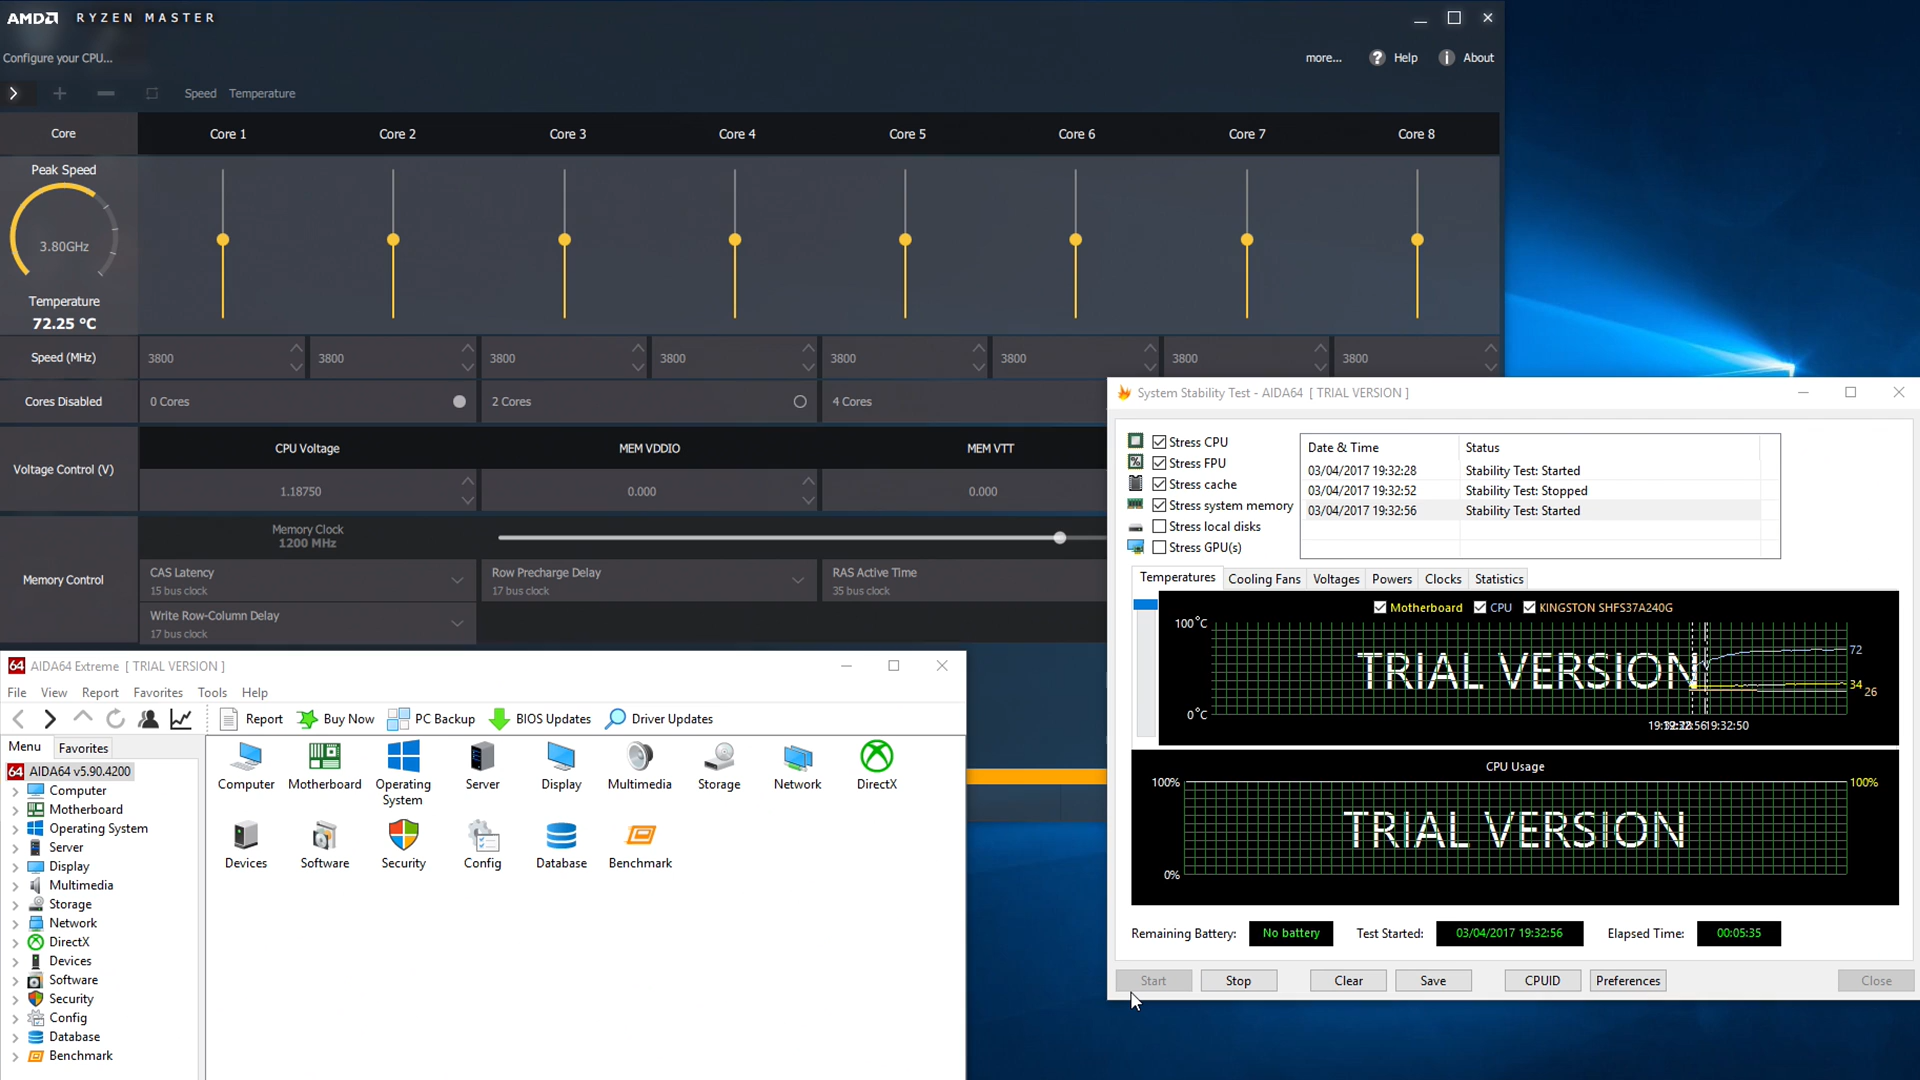 AMD RYZEN MASTER
Configure your CPU...
more... ? Help i About
Speed Temperature
Core Core 1 Core 2 Core 3 Core 4 Core 5 Core 6 Core 7 Core 8
Peak Speed
3.80GHz
Temperature
72.25 °C
Speed (MHz) 3800 3800 3800 3800 3800 3800 3800 3800
Cores Disabled 0 Cores 2 Cores 4 Cores
Voltage Control (V) CPU Voltage MEM VDDIO MEM VTT
1.18750 0.000 0.000
Memory Control
Memory Clock
1200 MHz
CAS Latency Row Precharge Delay RAS Active Time
15 bus clock 17 bus clock 35 bus clock
Write Row-Column Delay
17 bus clock
System Stability Test - AIDA64 [ TRIAL VERSION ]
Stress CPU
Stress FPU
Stress cache
Stress system memory
Stress local disks
Stress GPU(s)
Date & Time Status
03/04/2017 19:32:28 Stability Test: Started
03/04/2017 19:32:52 Stability Test: Stopped
03/04/2017 19:32:56 Stability Test: Started
Temperatures Cooling Fans Voltages Powers Clocks Statistics
Motherboard CPU KINGSTON SHFS37A240G
100°C
TRIAL VERSION
72
34
26
0°C
19:32:50
CPU Usage
100% 100%
TRIAL VERSION
0%
Remaining Battery: No battery Test Started: 03/04/2017 19:32:56 Elapsed Time: 00:05:35
Start Stop Clear Save CPUID Preferences Close
64 AIDA64 Extreme [ TRIAL VERSION ]
File View Report Favorites Tools Help
Report Buy Now PC Backup BIOS Updates Driver Updates
Menu Favorites
64 AIDA64 v5.90.4200
Computer
Motherboard
Operating System
Server
Display
Multimedia
Storage
Network
DirectX
Devices
Software
Security
Config
Database
Benchmark
Computer Motherboard Operating System Server Display Multimedia Storage Network DirectX
Devices Software Security Config Database Benchmark